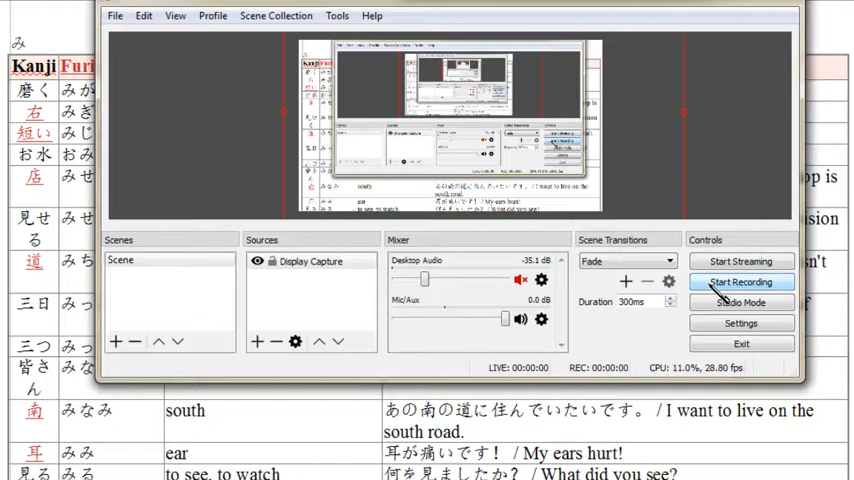 File Edit View Profile Scene Collection Tools Help
み
Kanji Furi
磨く みが
右 みぎ
短い みじ
お水 おみ
店 みせ op is
見せる みせ ision
道 みち n't
三日 みっ of
三つ みっ
皆さん みな
Scenes Sources Mixer Scene Transitions Controls
Scene
Display Capture
Desktop Audio -35.1 dB
Mic/Aux 0.0 dB
Fade
Duration 300ms
Start Streaming
Start Recording
Studio Mode
Settings
Exit
LIVE: 00:00:00 REC: 00:00:00 CPU: 11.0%, 28.80 fps
南 みなみ south あの南の道に住んでいたいです。 / I want to live on the
south road.
耳 みみ ear 耳が痛いです！ / My ears hurt!
見る みる to see, to watch 何を見ましたか？ / What did you see?